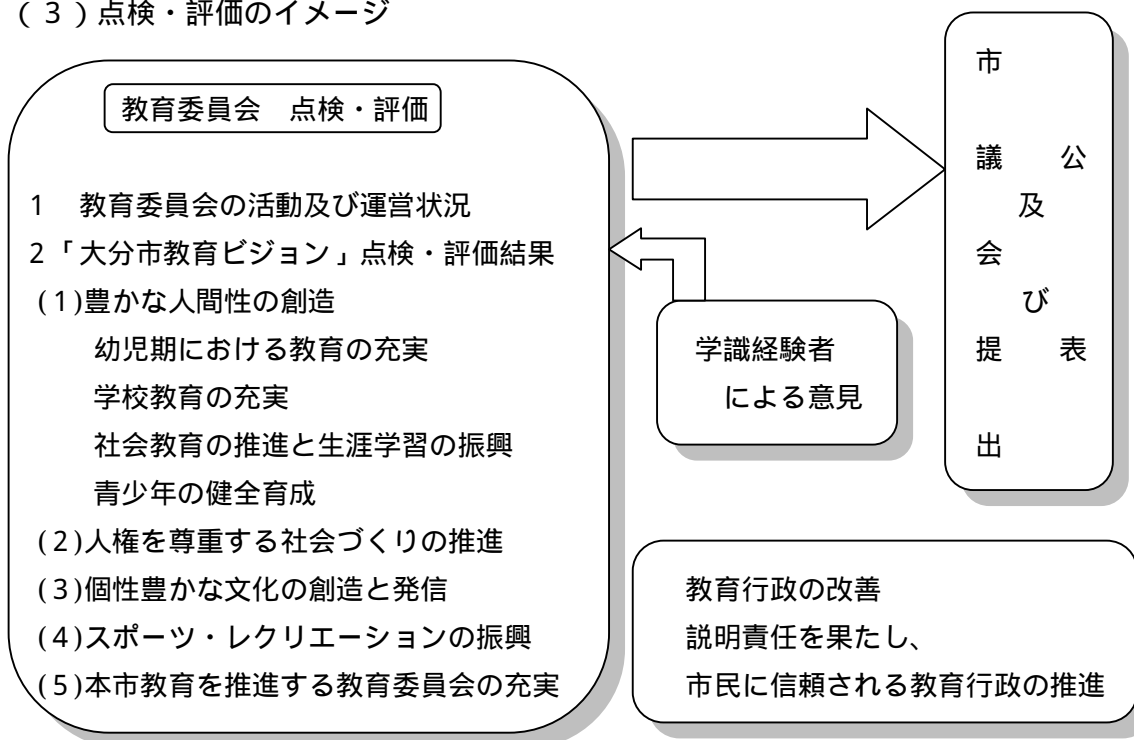 （３）点検・評価のイメージ
教育委員会　点検・評価
1　教育委員会の活動及び運営状況
2「大分市教育ビジョン」点検・評価結果
(1)豊かな人間性の創造
幼児期における教育の充実
学校教育の充実
社会教育の推進と生涯学習の振興
青少年の健全育成
(2)人権を尊重する社会づくりの推進
(3)個性豊かな文化の創造と発信
(4)スポーツ・レクリエーションの振興
(5)本市教育を推進する教育委員会の充実
学識経験者
による意見
市議会提出
及び
公表
教育行政の改善
説明責任を果たし、
市民に信頼される教育行政の推進